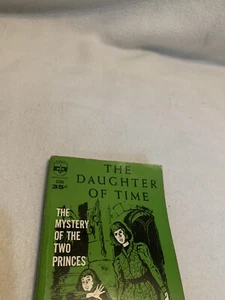 THE
DAUGHTER
OF TIME
35¢
THE
MYSTERY
OF THE
TWO
PRINCES